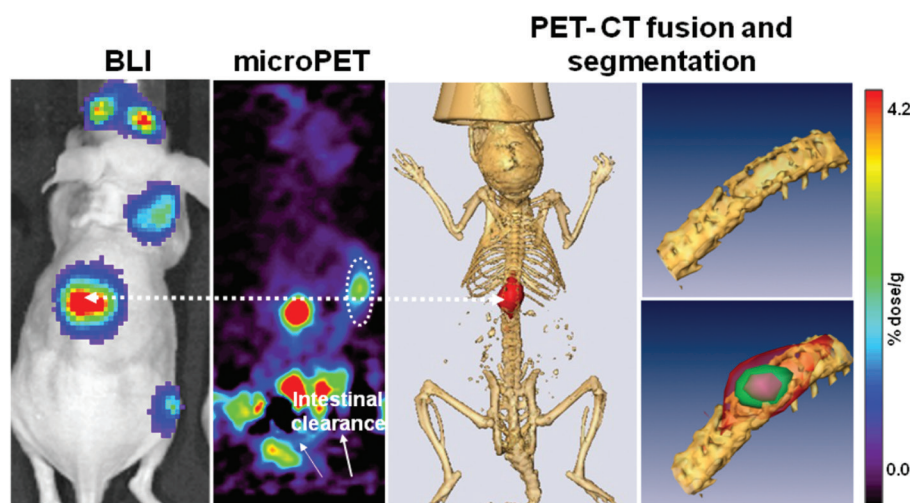 BLI
microPET
PET- CT fusion and
segmentation
Intestinal
clearance
4.2
% dose/g
0.0